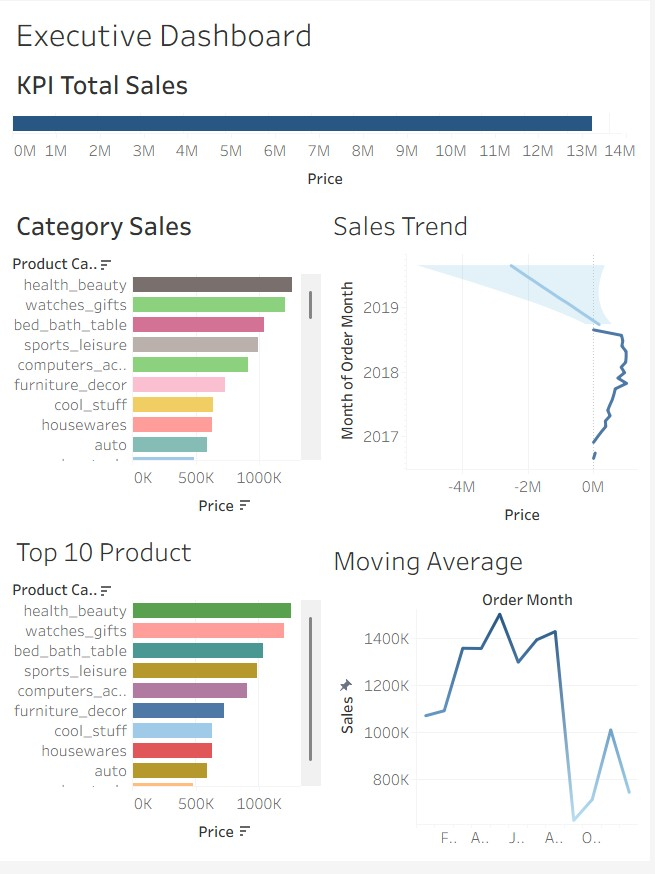 Executive Dashboard
KPI Total Sales
0M 1M 2M 3M 4M 5M 6M 7M 8M 9M 10M 11M 12M 13M 14M
Price
Category Sales
Product Ca..
health_beauty
watches_gifts
bed_bath_table
sports_leisure
computers_ac..
furniture_decor
cool_stuff
housewares
auto
0K 500K 1000K
Price
Sales Trend
Month of Order Month
2019
2018
2017
-4M -2M 0M
Price
Top 10 Product
Product Ca..
health_beauty
watches_gifts
bed_bath_table
sports_leisure
computers_ac..
furniture_decor
cool_stuff
housewares
auto
0K 500K 1000K
Price
Moving Average
Order Month
Sales
1400K
1200K
1000K
800K
F.. A.. J.. A.. O..